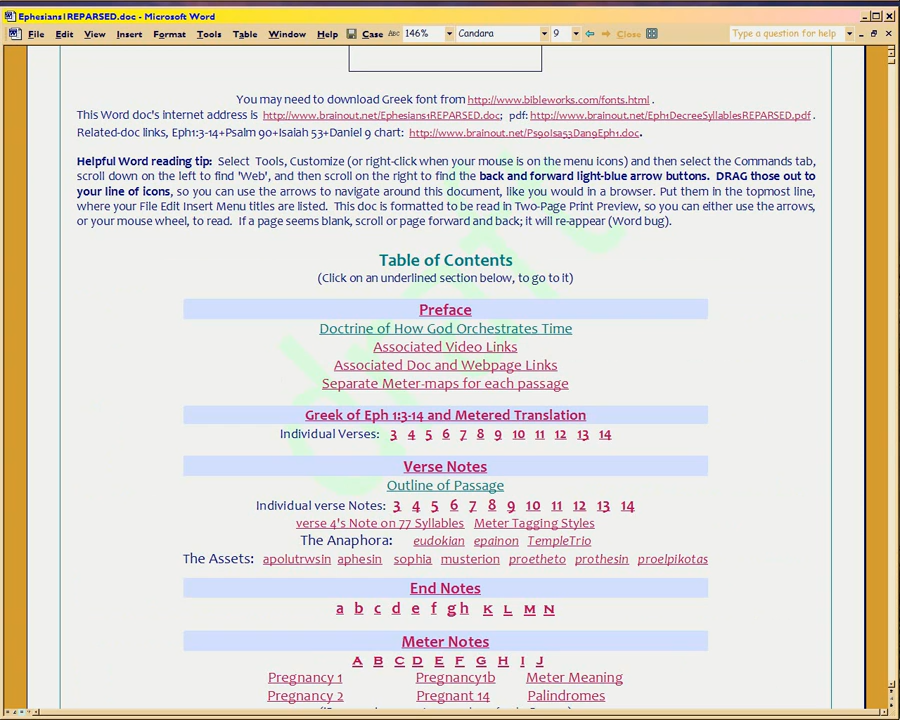 Ephesians1REPARSED.doc - Microsoft Word
File Edit View Insert Format Tools Table Window Help Case ABC 146% Candara 9 Close Type a question for help
You may need to download Greek font from http://www.bibleworks.com/fonts.html .
This Word doc's internet address is http://www.brainout.net/Ephesians1REPARSED.doc; pdf: http://www.brainout.net/Eph1DecreeSyllablesREPARSED.pdf .
Related-doc links, Eph1:3-14+Psalm 90+Isaiah 53+Daniel 9 chart: http://www.brainout.net/Ps90Isa53Dan9Eph1.doc.
Helpful Word reading tip: Select Tools, Customize (or right-click when your mouse is on the menu icons) and then select the Commands tab,
scroll down on the left to find 'Web', and then scroll on the right to find the back and forward light-blue arrow buttons. DRAG those out to
your line of icons, so you can use the arrows to navigate around this document, like you would in a browser. Put them in the topmost line,
where your File Edit Insert Menu titles are listed. This doc is formatted to be read in Two-Page Print Preview, so you can either use the arrows,
or your mouse wheel, to read. If a page seems blank, scroll or page forward and back; it will re-appear (Word bug).
Table of Contents
(Click on an underlined section below, to go to it)
Preface
Doctrine of How God Orchestrates Time
Associated Video Links
Associated Doc and Webpage Links
Separate Meter-maps for each passage
Greek of Eph 1:3-14 and Metered Translation
Individual Verses: 3 4 5 6 7 8 9 10 11 12 13 14
Verse Notes
Outline of Passage
Individual verse Notes: 3 4 5 6 7 8 9 10 11 12 13 14
verse 4's Note on 77 Syllables Meter Tagging Styles
The Anaphora: eudokian epainon TempleTrio
The Assets: apolutrwsin aphesin sophia musterion proetheto prothesin proelpikotas
End Notes
a b c d e f g h K L M N
Meter Notes
A B C D E F G H I J
Pregnancy 1 Pregnancy1b Meter Meaning
Pregnancy 2 Pregnant 14 Palindromes